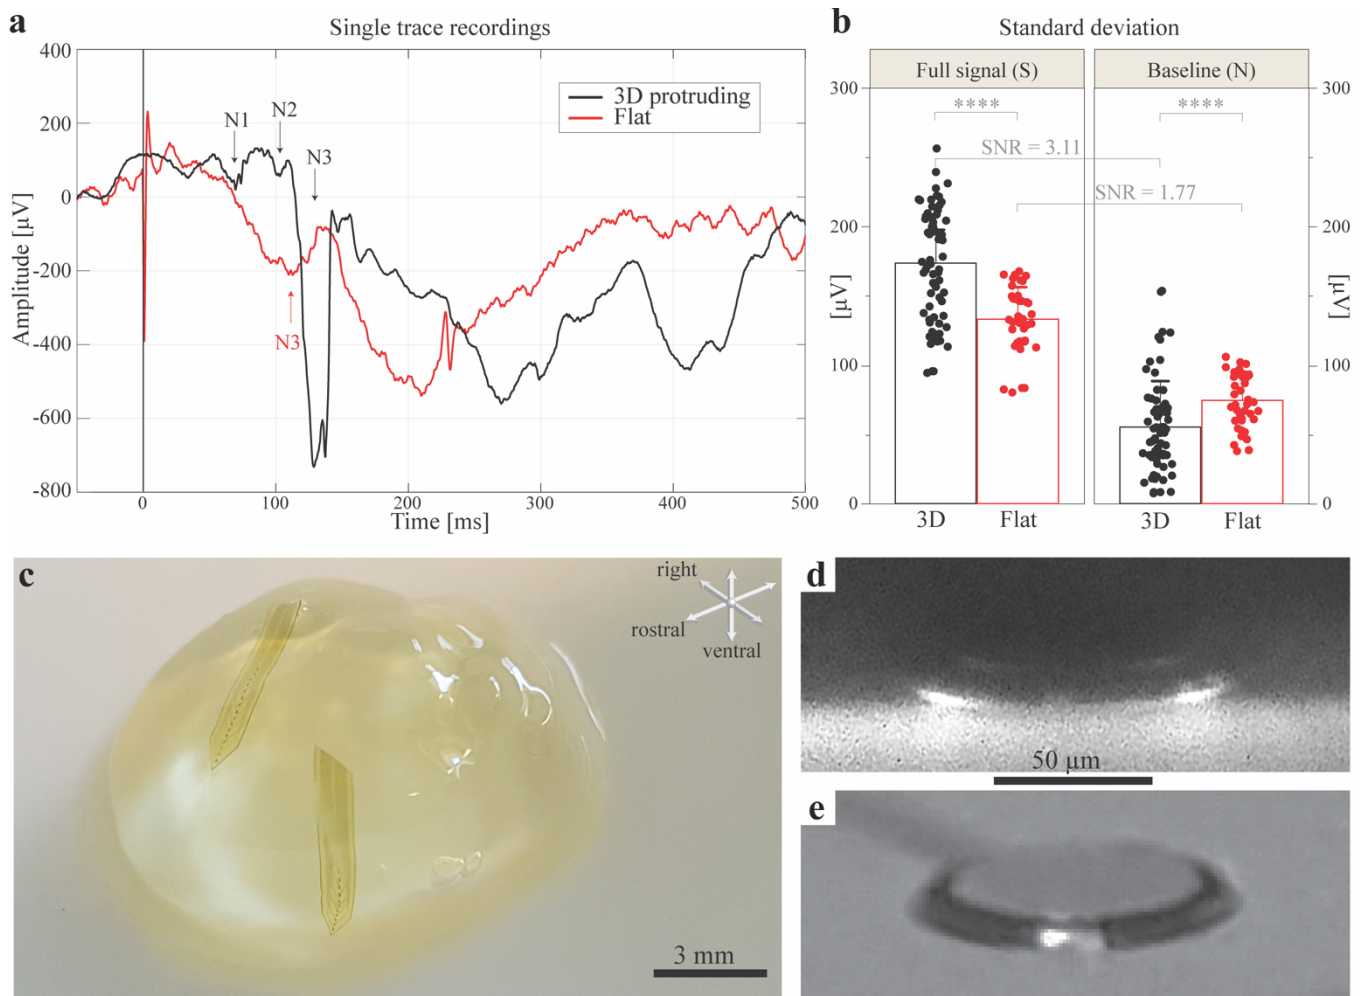 a
Single trace recordings
400
200
0
-200
-400
-600
-800
Amplitude [µV]
N1
N2
N3
N3
3D protruding
Flat
0
100
200
300
400
500
Time [ms]
b
Standard deviation
Full signal (S)
Baseline (N)
300
200
100
0
[µV]
****
****
SNR = 3.11
SNR = 1.77
300
200
100
0
[µV]
3D
Flat
3D
Flat
c
right
rostral
ventral
3 mm
d
50 µm
e